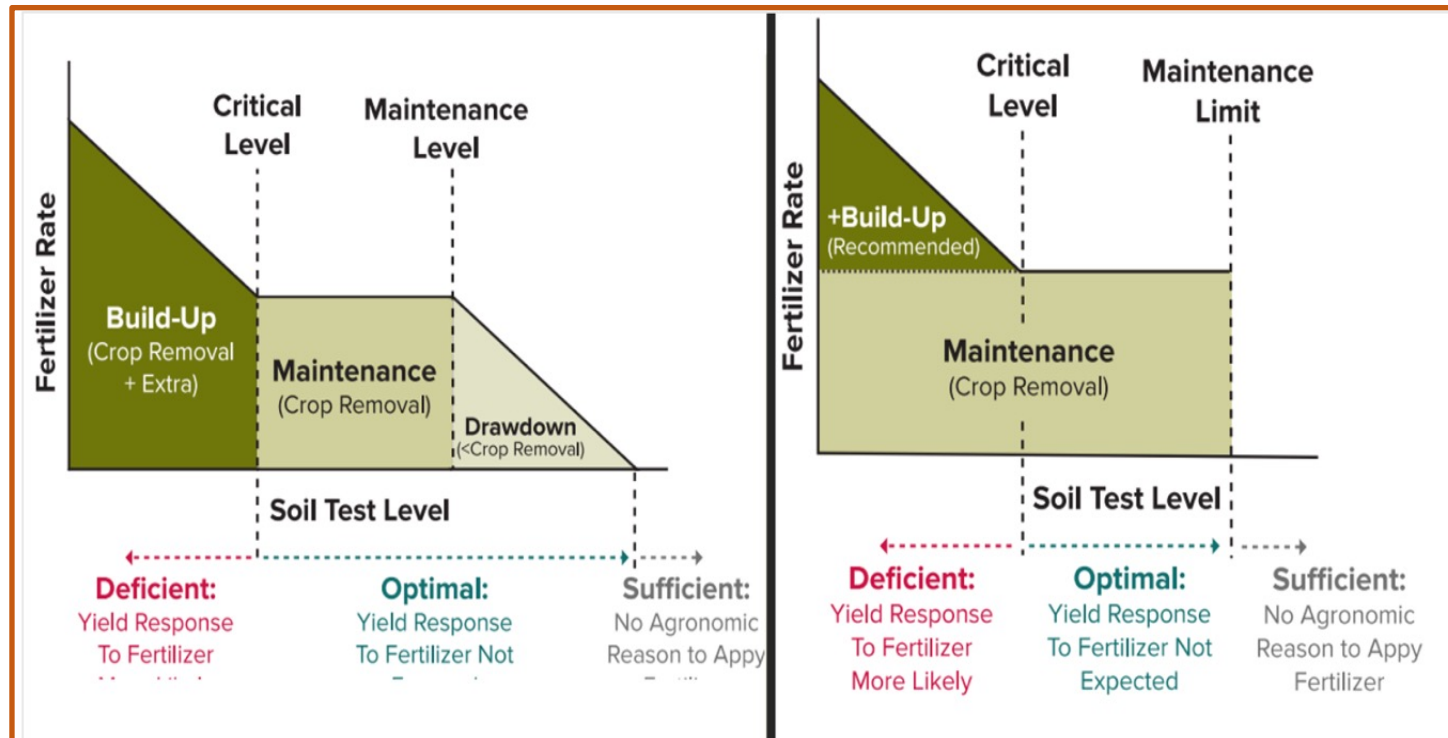 Critical
Level
Maintenance
Level
Fertilizer Rate
Build-Up
(Crop Removal
+ Extra)
Maintenance
(Crop Removal)
Drawdown
(<Crop Removal)
Soil Test Level
Deficient:
Yield Response
To Fertilizer
Optimal:
Yield Response
To Fertilizer Not
Sufficient:
No Agronomic
Reason to Appy
Critical
Level
Maintenance
Limit
Fertilizer Rate
+Build-Up
(Recommended)
Maintenance
(Crop Removal)
Soil Test Level
Deficient:
Yield Response
To Fertilizer
More Likely
Optimal:
Yield Response
To Fertilizer Not
Expected
Sufficient:
No Agronomic
Reason to Appy
Fertilizer